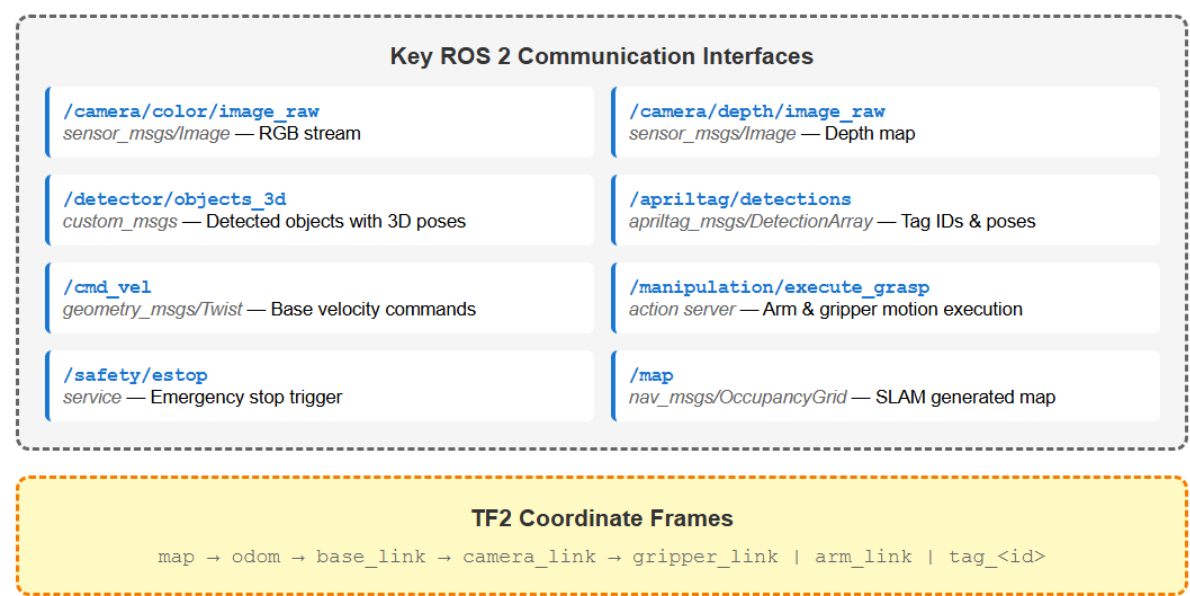 Key ROS 2 Communication Interfaces
/camera/color/image_raw
sensor_msgs/Image — RGB stream
/camera/depth/image_raw
sensor_msgs/Image — Depth map
/detector/objects_3d
custom_msgs — Detected objects with 3D poses
/apriltag/detections
apriltag_msgs/DetectionArray — Tag IDs & poses
/cmd_vel
geometry_msgs/Twist — Base velocity commands
/manipulation/execute_grasp
action server — Arm & gripper motion execution
/safety/estop
service — Emergency stop trigger
/map
nav_msgs/OccupancyGrid — SLAM generated map
TF2 Coordinate Frames
map → odom → base_link → camera_link → gripper_link | arm_link | tag_<id>